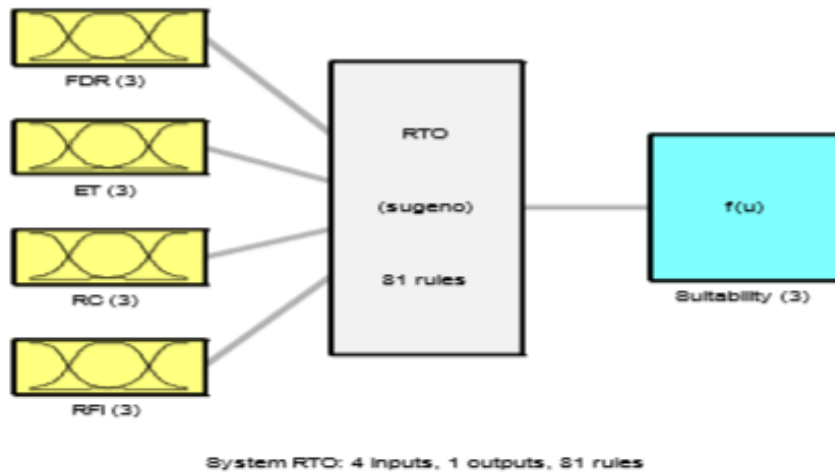 FDR (3)
ET (3)
RC (3)
RFI (3)
RTO
(sugeno)
81 rules
f(u)
Suitability (3)
System RTO: 4 inputs, 1 outputs, 81 rules